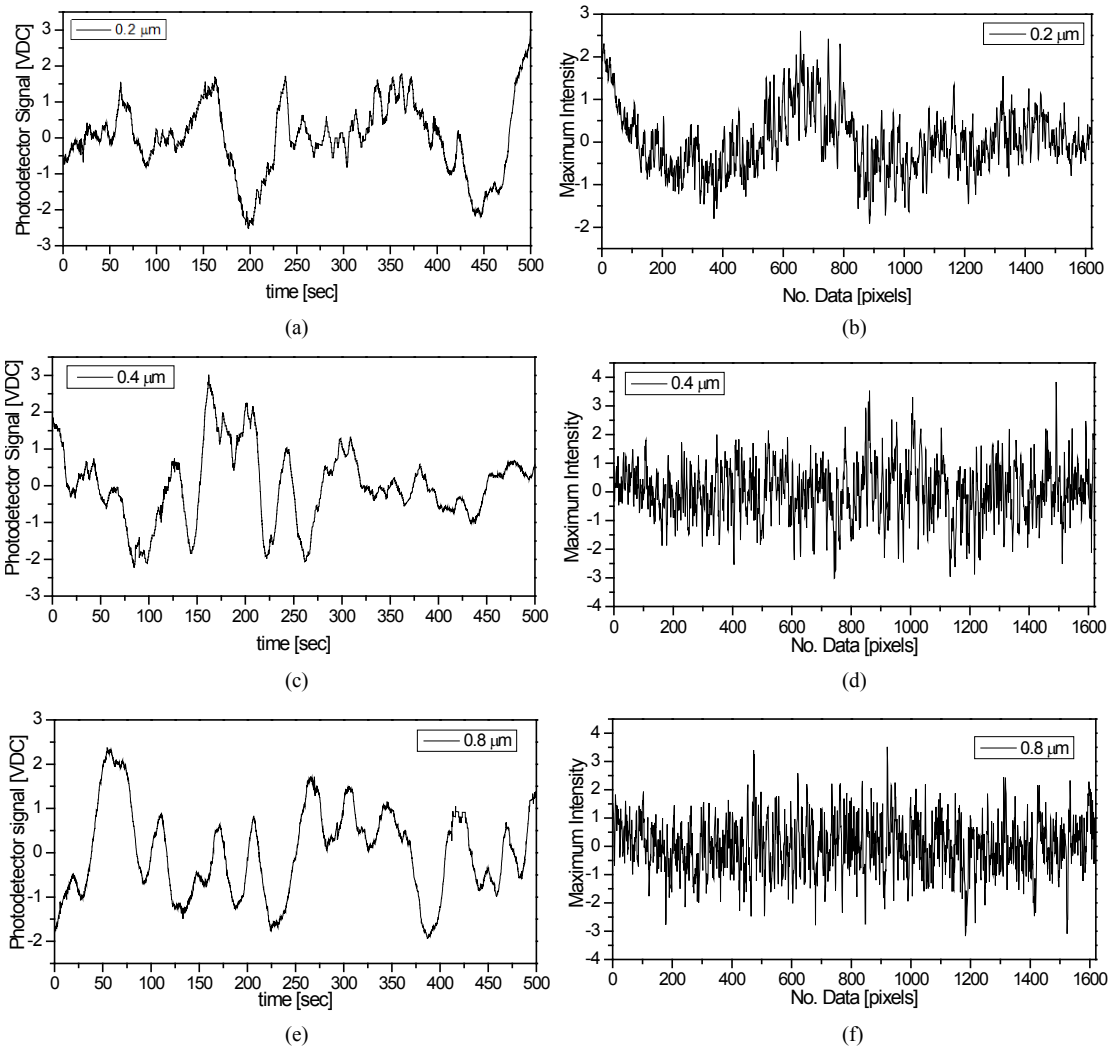 0.2 μm
Photodetector Signal [VDC]
3
2
1
0
-1
-2
-3
0 50 100 150 200 250 300 350 400 450 500
time [sec]
(a)
0.2 μm
Maximum Intensity
3
2
1
0
-1
-2
0 200 400 600 800 1000 1200 1400 1600
No. Data [pixels]
(b)
0.4 μm
Photodetector Signal [VDC]
3
2
1
0
-1
-2
-3
0 50 100 150 200 250 300 350 400 450 500
time [sec]
(c)
0.4 μm
Maximum Intensity
4
3
2
1
0
-1
-2
-3
-4
0 200 400 600 800 1000 1200 1400 1600
No. Data [pixels]
(d)
0.8 μm
Photodetector signal [VDC]
3
2
1
0
-1
-2
0 50 100 150 200 250 300 350 400 450 500
time [sec]
(e)
0.8 μm
Maximum Intensity
4
3
2
1
0
-1
-2
-3
-4
0 200 400 600 800 1000 1200 1400 1600
No. Data [pixels]
(f)